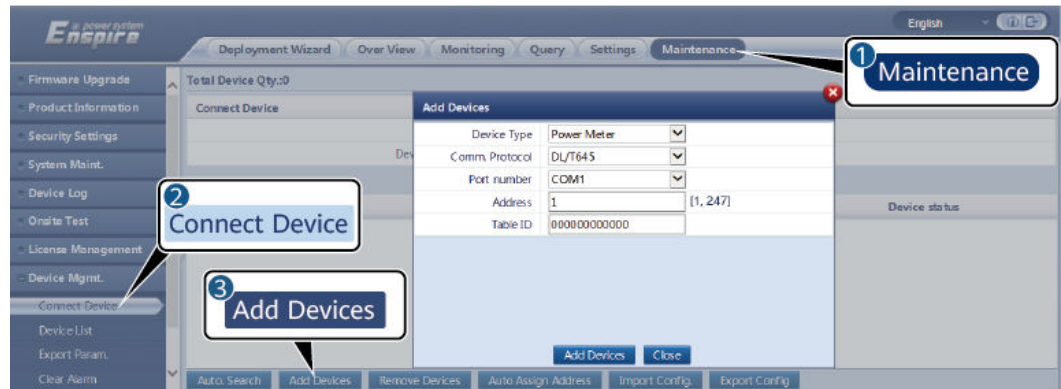 Enspire
English
Deployment Wizard Over View Monitoring Query Settings Maintenance
1 Maintenance
Firmware Upgrade
Product Information
Security Settings
System Maint.
Device Log
Onsite Test
License Management
Device Mgmt.
Connect Device
Device List
Export Param.
Clear Alarm
2 Connect Device
Total Device Qty.:0
Connect Device
Dev
Device status
Add Devices
Device Type Power Meter
Comm. Protocol DL/T645
Port number COM1
Address 1 [1, 247]
Table ID 000000000000
Add Devices Close
3 Add Devices
Auto. Search Add Devices Remove Devices Auto Assign Address Import Config. Export Config